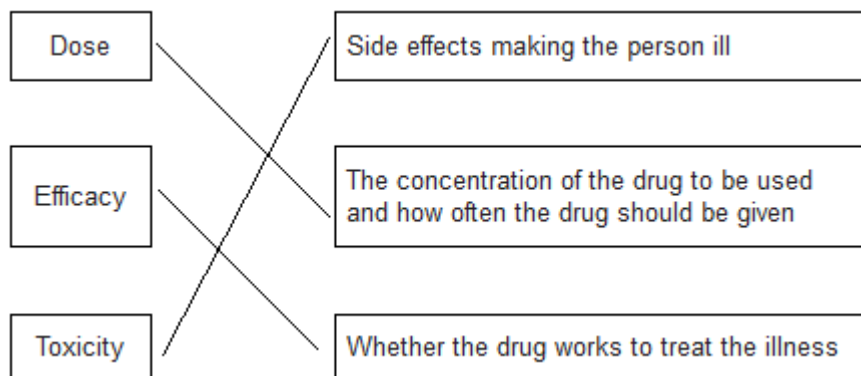 Dose
Side effects making the person ill
Efficacy
The concentration of the drug to be used
and how often the drug should be given
Toxicity
Whether the drug works to treat the illness